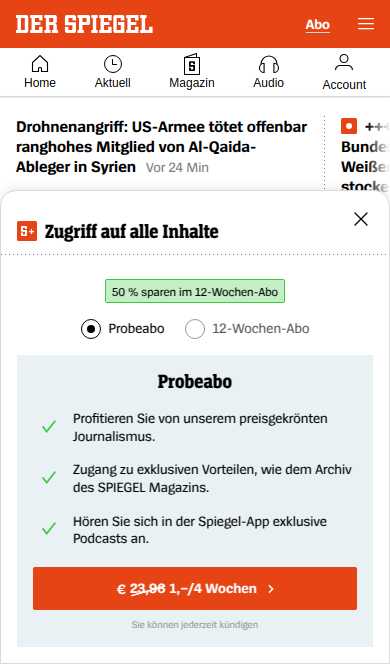 DER SPIEGEL
Abo
Home
Aktuell
Magazin
Audio
Account
Drohnenangriff: US-Armee tötet offenbar
ranghohes Mitglied von Al-Qaida-
Ableger in Syrien Vor 24 Min
Bunde
Weiße
stocke
S+ Zugriff auf alle Inhalte
50 % sparen im 12-Wochen-Abo
Probeabo
12-Wochen-Abo
Probeabo
Profitieren Sie von unserem preisgekrönten
Journalismus.
Zugang zu exklusiven Vorteilen, wie dem Archiv
des SPIEGEL Magazins.
Hören Sie sich in der Spiegel-App exklusive
Podcasts an.
€ 23,96 1,–/4 Wochen
Sie können jederzeit kündigen